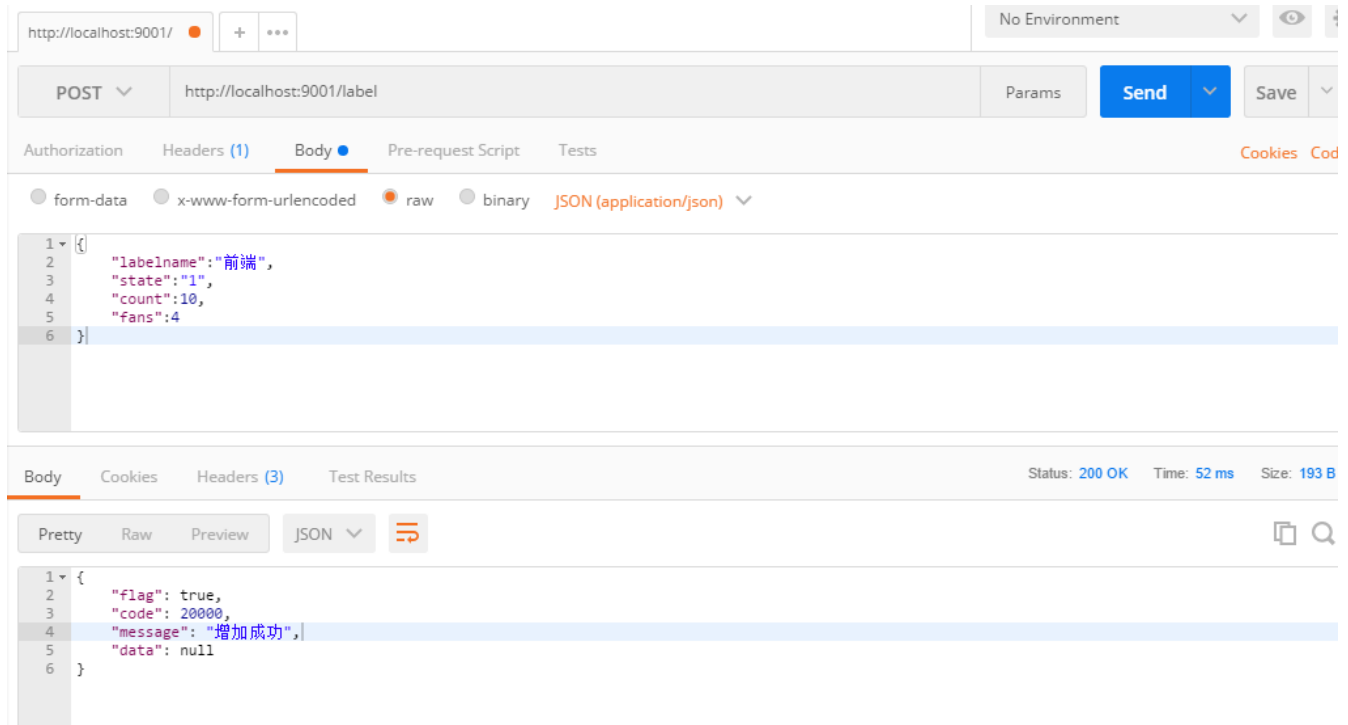 http://localhost:9001/ + No Environment
POST http://localhost:9001/label Params Send Save
Authorization Headers (1) Body Pre-request Script Tests Cookies Cod
form-data x-www-form-urlencoded raw binary JSON (application/json)
1 {
2 "labelname":"前端",
3 "state":"1",
4 "count":10,
5 "fans":4
6 }
Body Cookies Headers (3) Test Results Status: 200 OK Time: 52 ms Size: 193 B
Pretty Raw Preview JSON
1 {
2 "flag": true,
3 "code": 20000,
4 "message": "增加成功",
5 "data": null
6 }